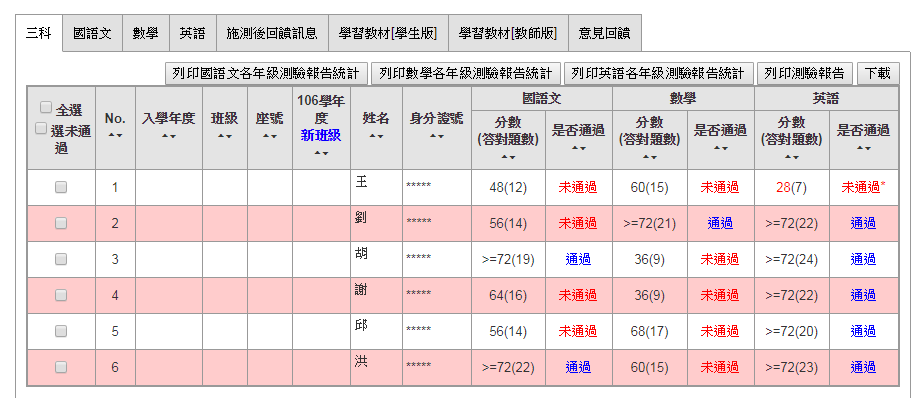 三科 國語文 數學 英語 施測後回饋訊息 學習教材[學生版] 學習教材[教師版] 意見回饋
列印國語文各年級測驗報告統計 列印數學各年級測驗報告統計 列印英語各年級測驗報告統計 列印測驗報告 下載
全選
選未通過
No.
入學年度
班級
座號
106學年度
新班級
姓名
身分證號
國語文 數學 英語
分數 是否通過 分數 是否通過 分數 是否通過
(答對題數) (答對題數) (答對題數)
1 王 ***** 48(12) 未通過 60(15) 未通過 28(7) 未通過*
2 劉 ***** 56(14) 未通過 >=72(21) 通過 >=72(22) 通過
3 胡 ***** >=72(19) 通過 36(9) 未通過 >=72(24) 通過
4 謝 ***** 64(16) 未通過 36(9) 未通過 >=72(22) 通過
5 邱 ***** 56(14) 未通過 68(17) 未通過 >=72(20) 通過
6 洪 ***** >=72(22) 通過 60(15) 未通過 >=72(23) 通過